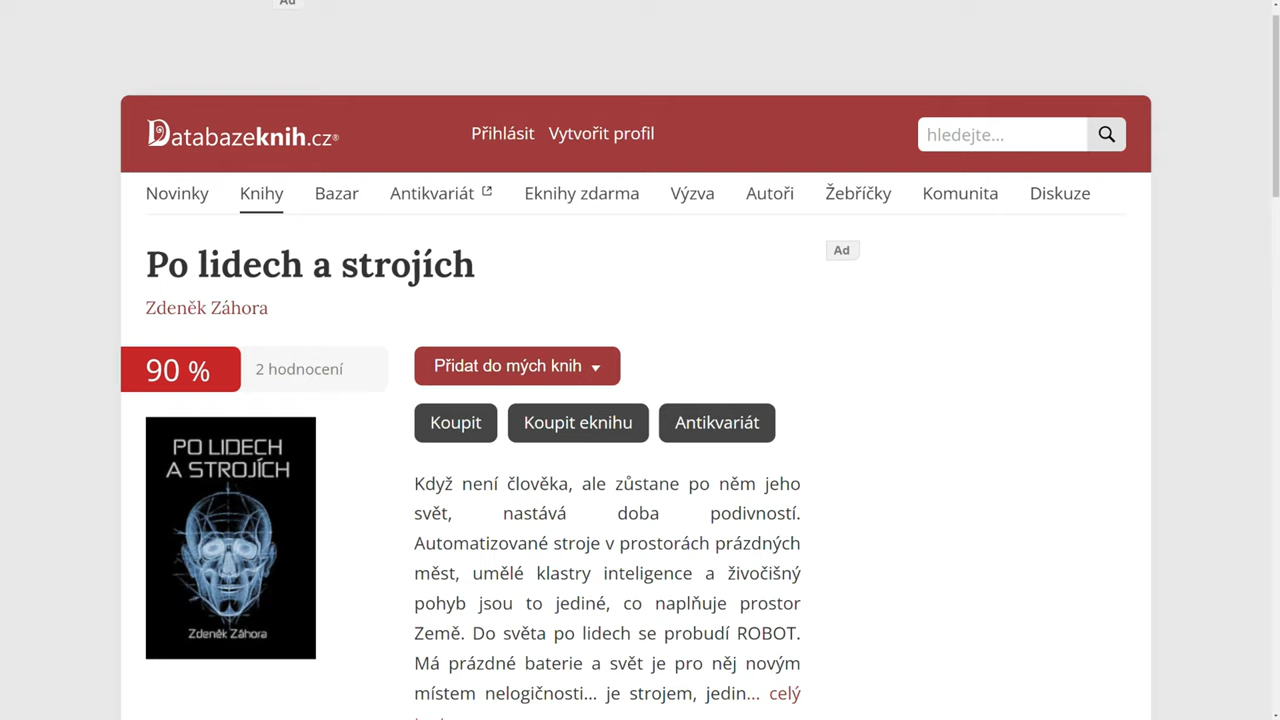 Ad
Databazeknih.cz®
Přihlásit Vytvořit profil
hledejte...
Novinky Knihy Bazar Antikvariát Eknihy zdarma Výzva Autoři Žebříčky Komunita Diskuze
Po lidech a strojích
Ad
Zdeněk Záhora
90 %
2 hodnocení
Přidat do mých knih
Koupit Koupit eknihu Antikvariát
PO LIDECH
A STROJÍCH
Zdeněk Záhora
Když není člověka, ale zůstane po něm jeho
svět, nastává doba podivností.
Automatizované stroje v prostorách prázdných
měst, umělé klastry inteligence a živočišný
pohyb jsou to jediné, co naplňuje prostor
Země. Do světa po lidech se probudí ROBOT.
Má prázdné baterie a svět je pro něj novým
místem nelogičnosti... je strojem, jedin... celý